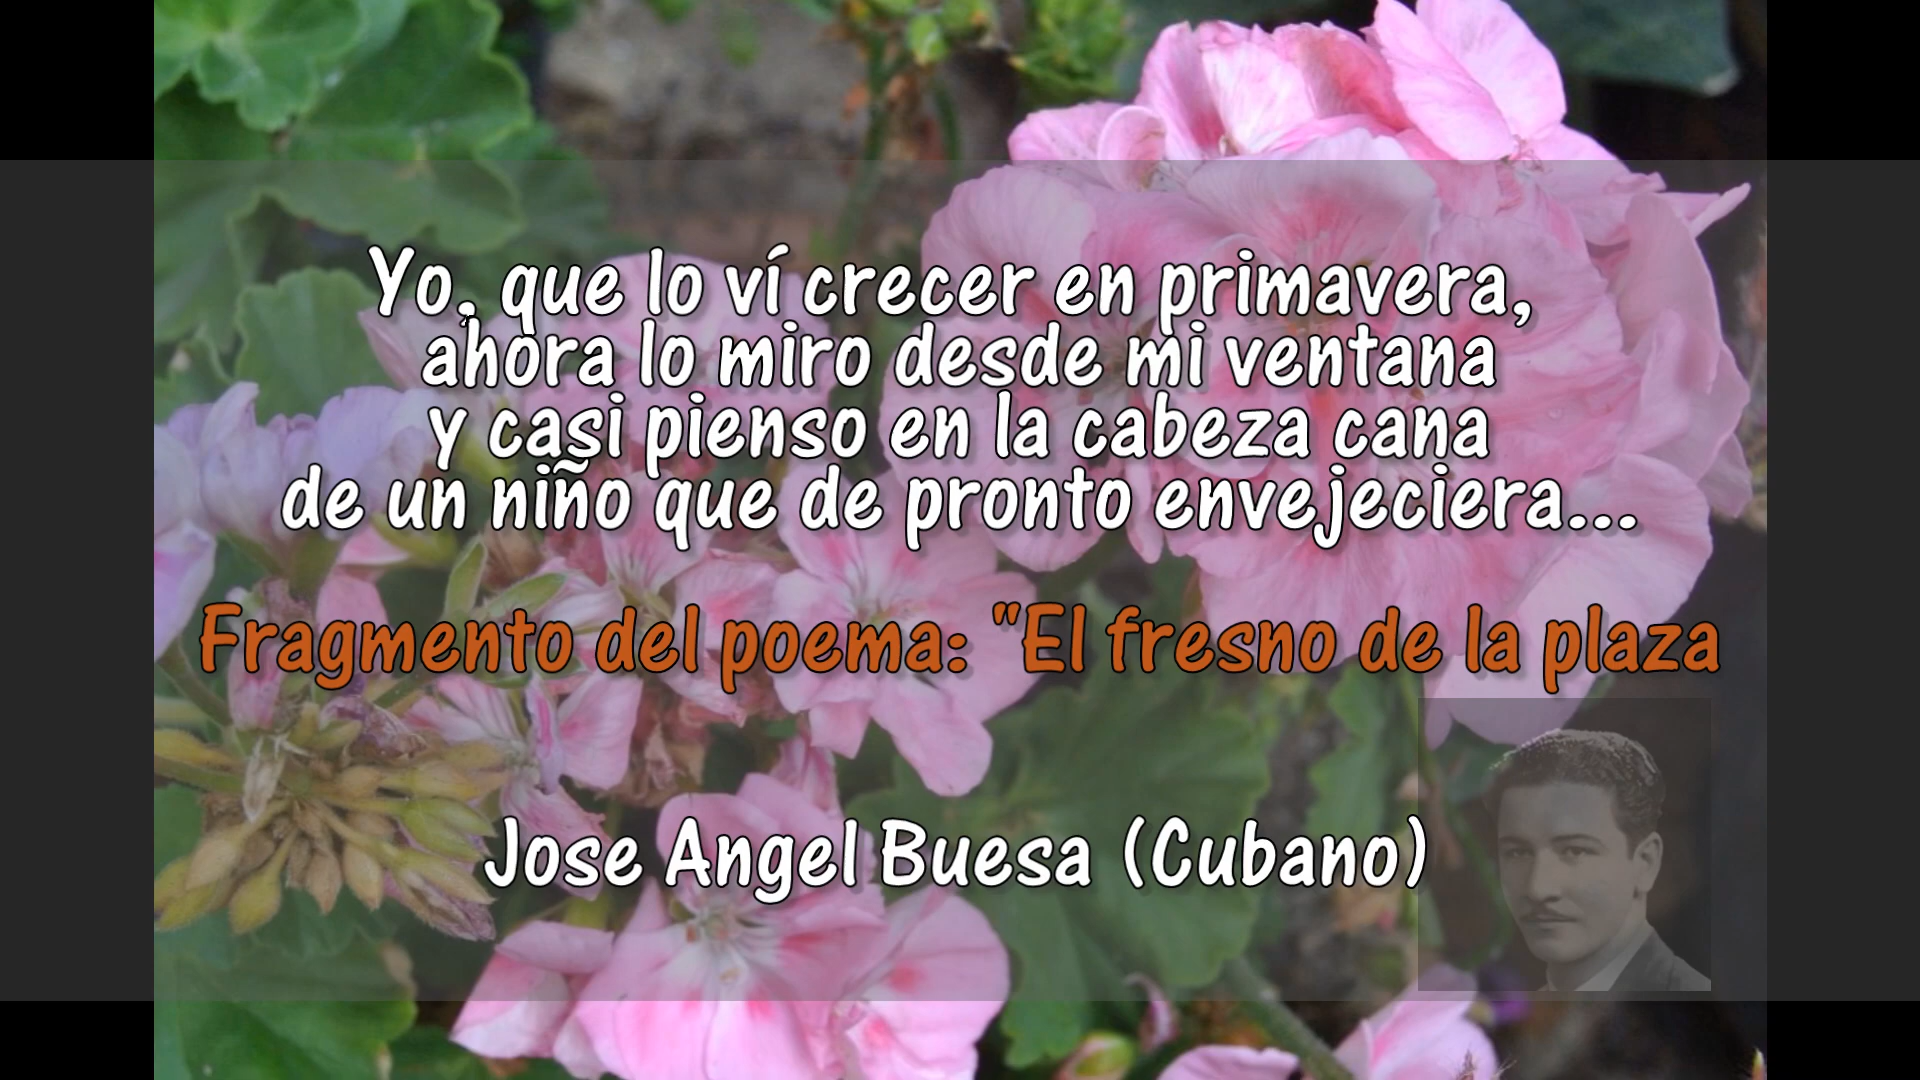 Yo, que lo ví crecer en primavera,
ahora lo miro desde mi ventana
y casi pienso en la cabeza cana
de un niño que de pronto envejeciera...
Fragmento del poema: "El fresno de la plaza
Jose Angel Buesa (Cubano)